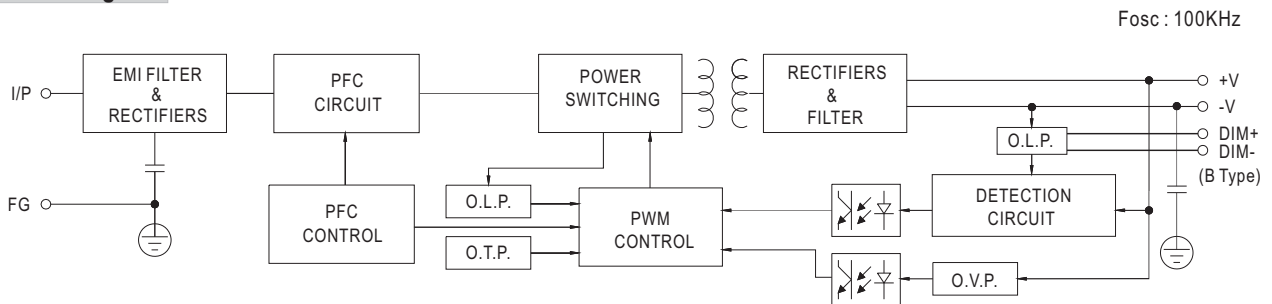 Fosc : 100KHz
I/P
EMI FILTER
&
RECTIFIERS
PFC
CIRCUIT
POWER
SWITCHING
RECTIFIERS
&
FILTER
+V
-V
O.L.P.
DIM+
DIM-
(B Type)
FG
PFC
CONTROL
O.L.P.
O.T.P.
PWM
CONTROL
DETECTION
CIRCUIT
O.V.P.